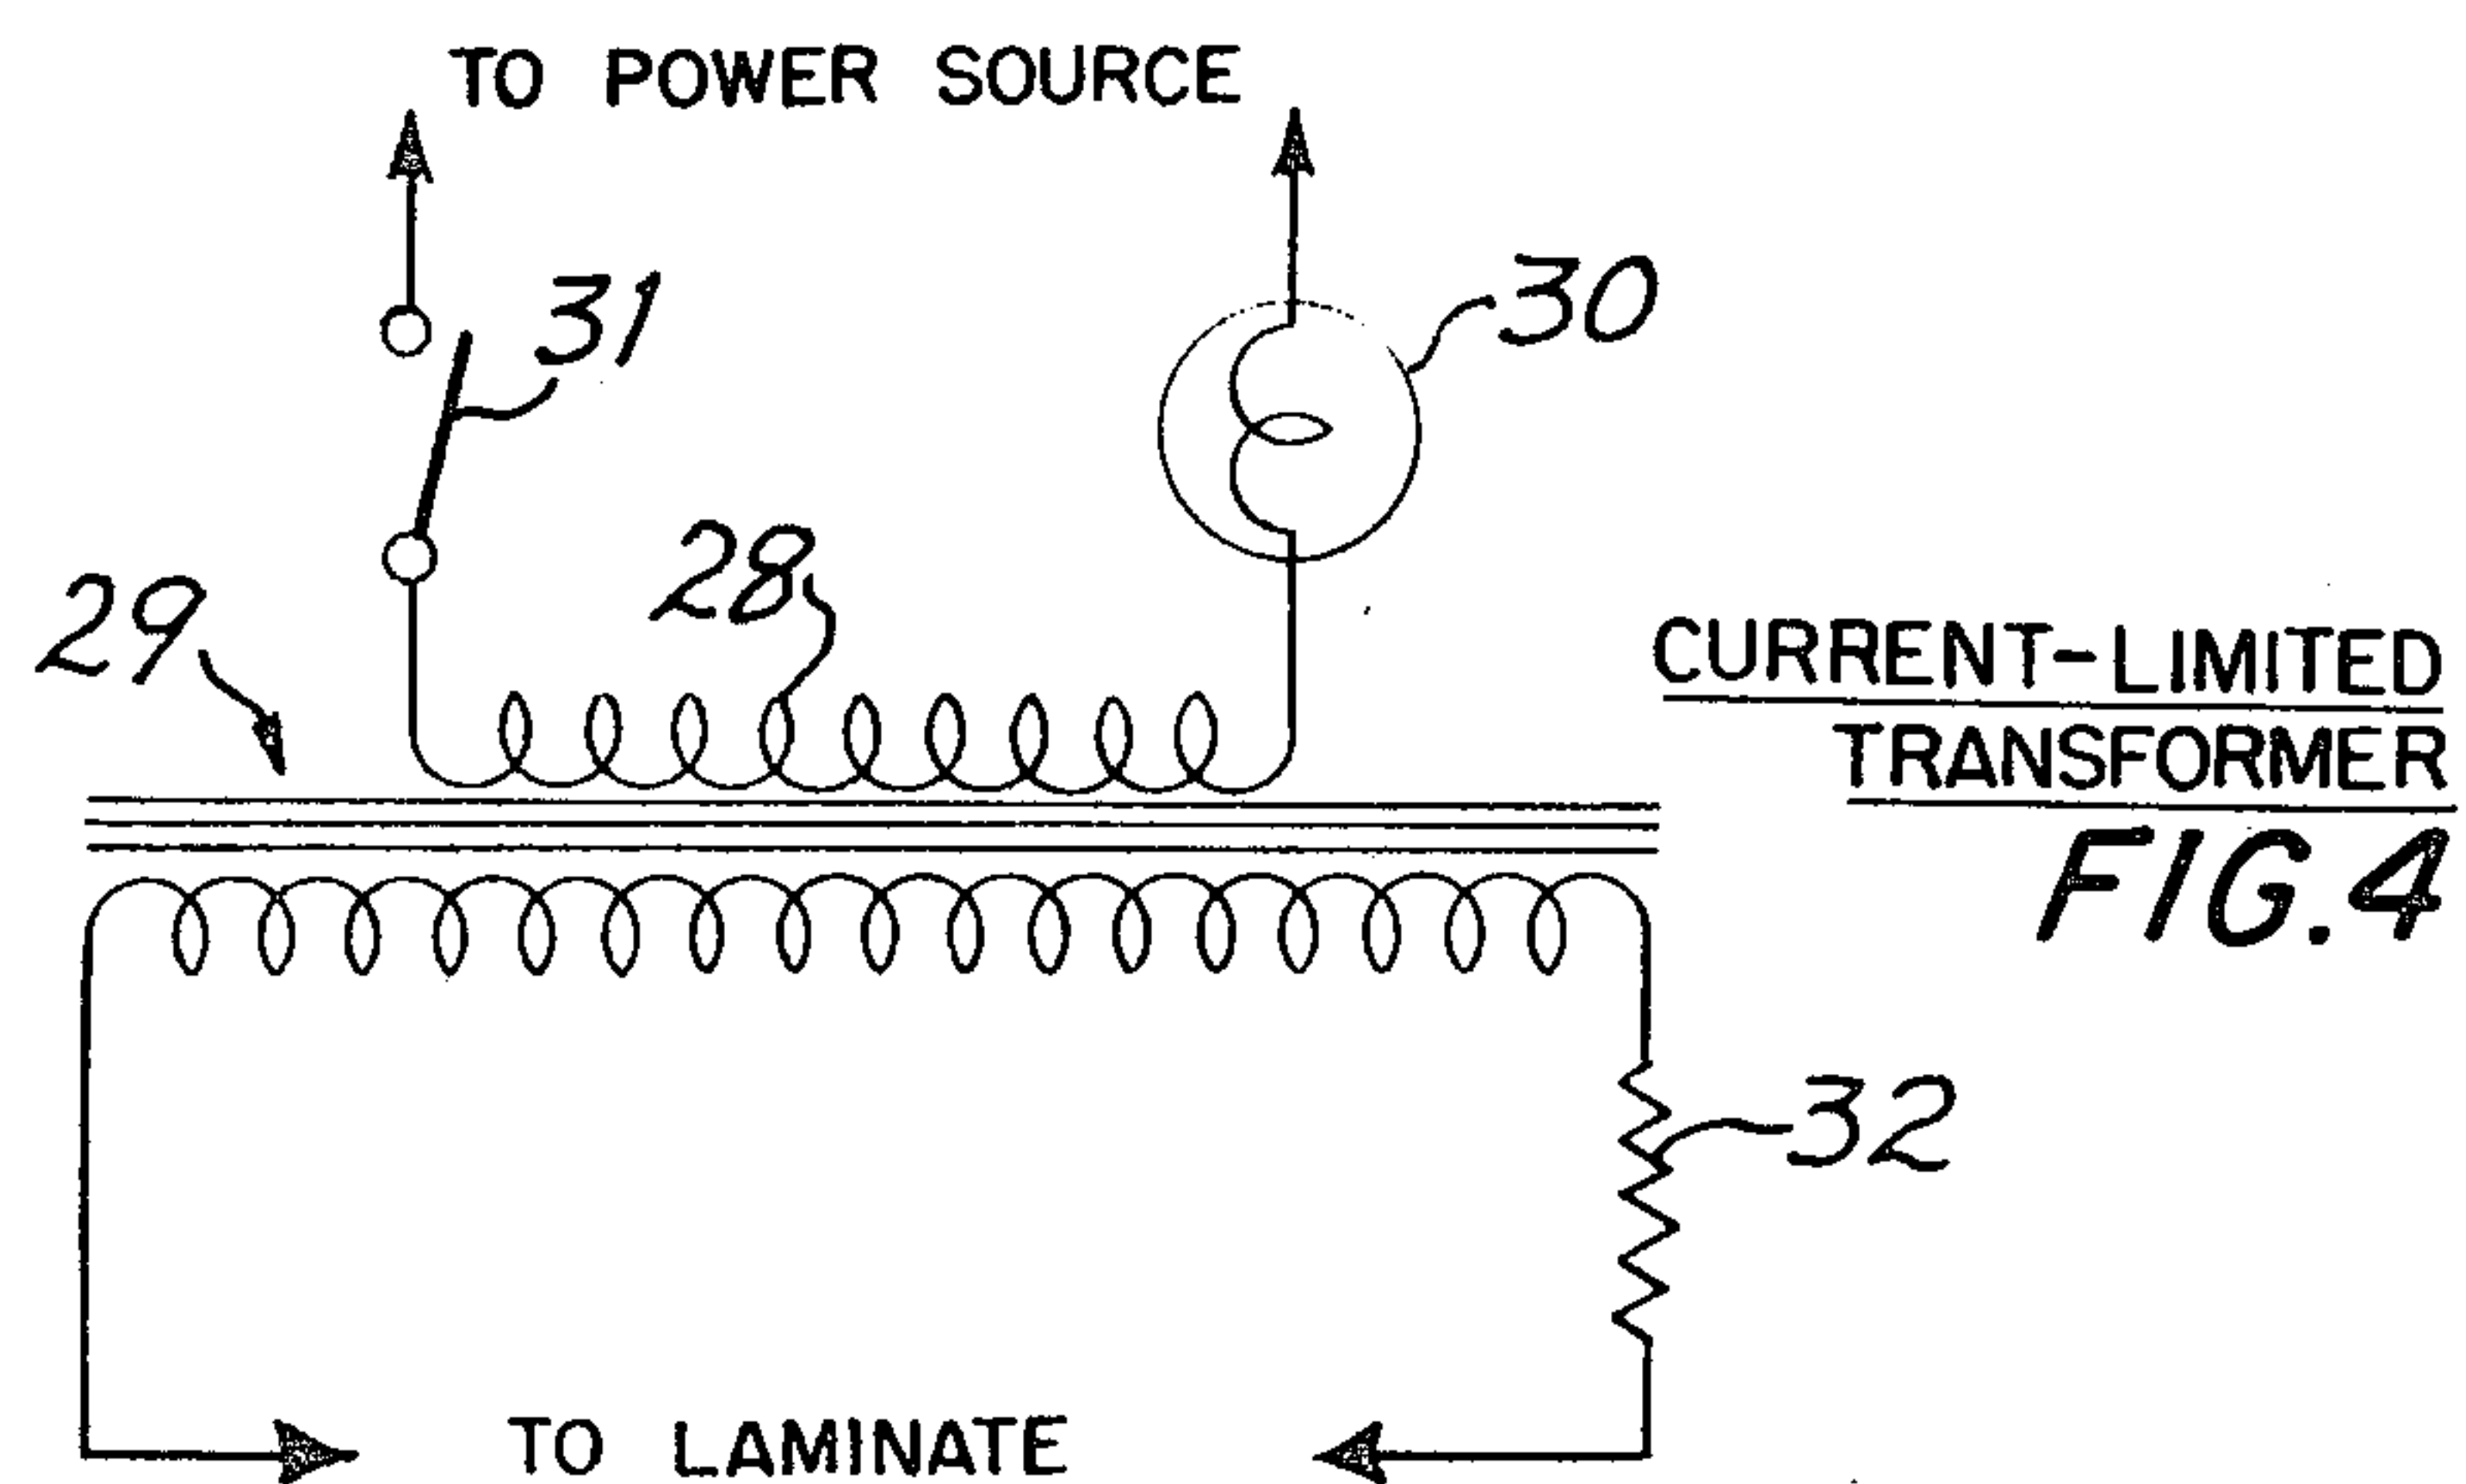 TO POWER SOURCE
31
30
28
29
CURRENT-LIMITED
TRANSFORMER
FIG.4
32
TO LAMINATE